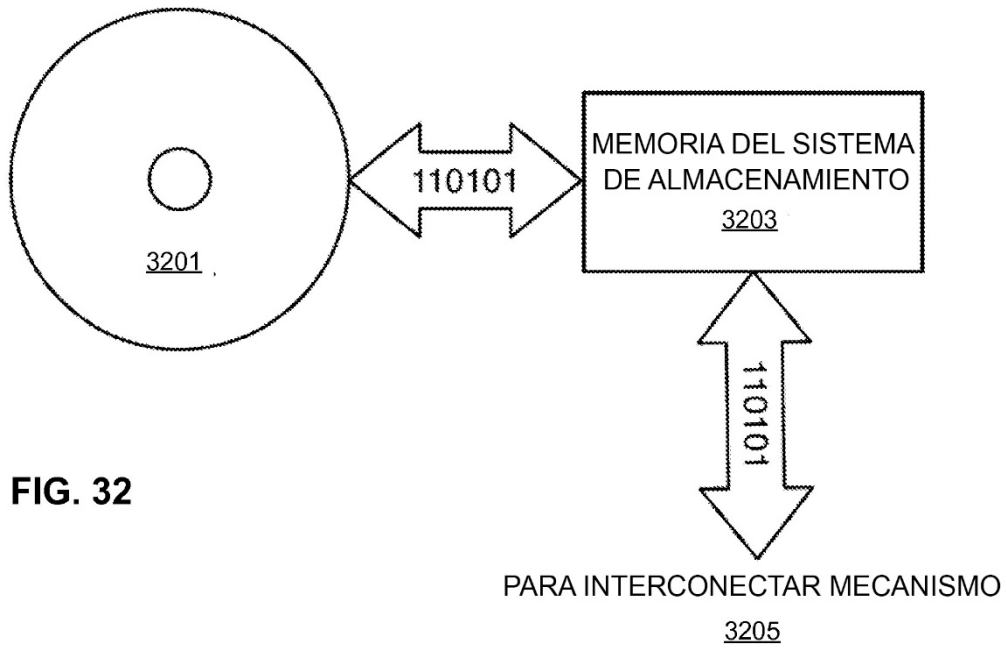 110101
MEMORIA DEL SISTEMA
DE ALMACENAMIENTO
3203
3201
110101
FIG. 32
PARA INTERCONECTAR MECANISMO
3205